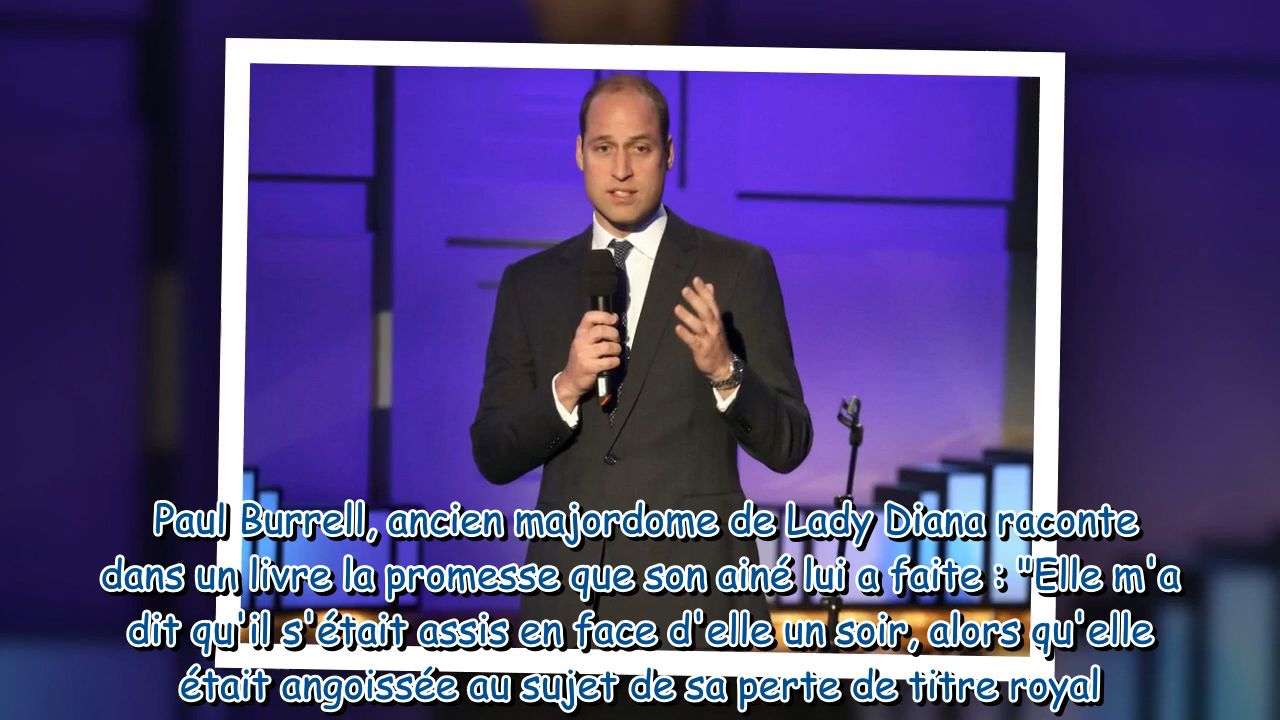 Paul Burrell, ancien majordome de Lady Diana raconte
dans un livre la promesse que son ainé lui a faite : "Elle m'a
dit qu'il s'était assis en face d'elle un soir, alors qu'elle
était angoissée au sujet de sa perte de titre royal